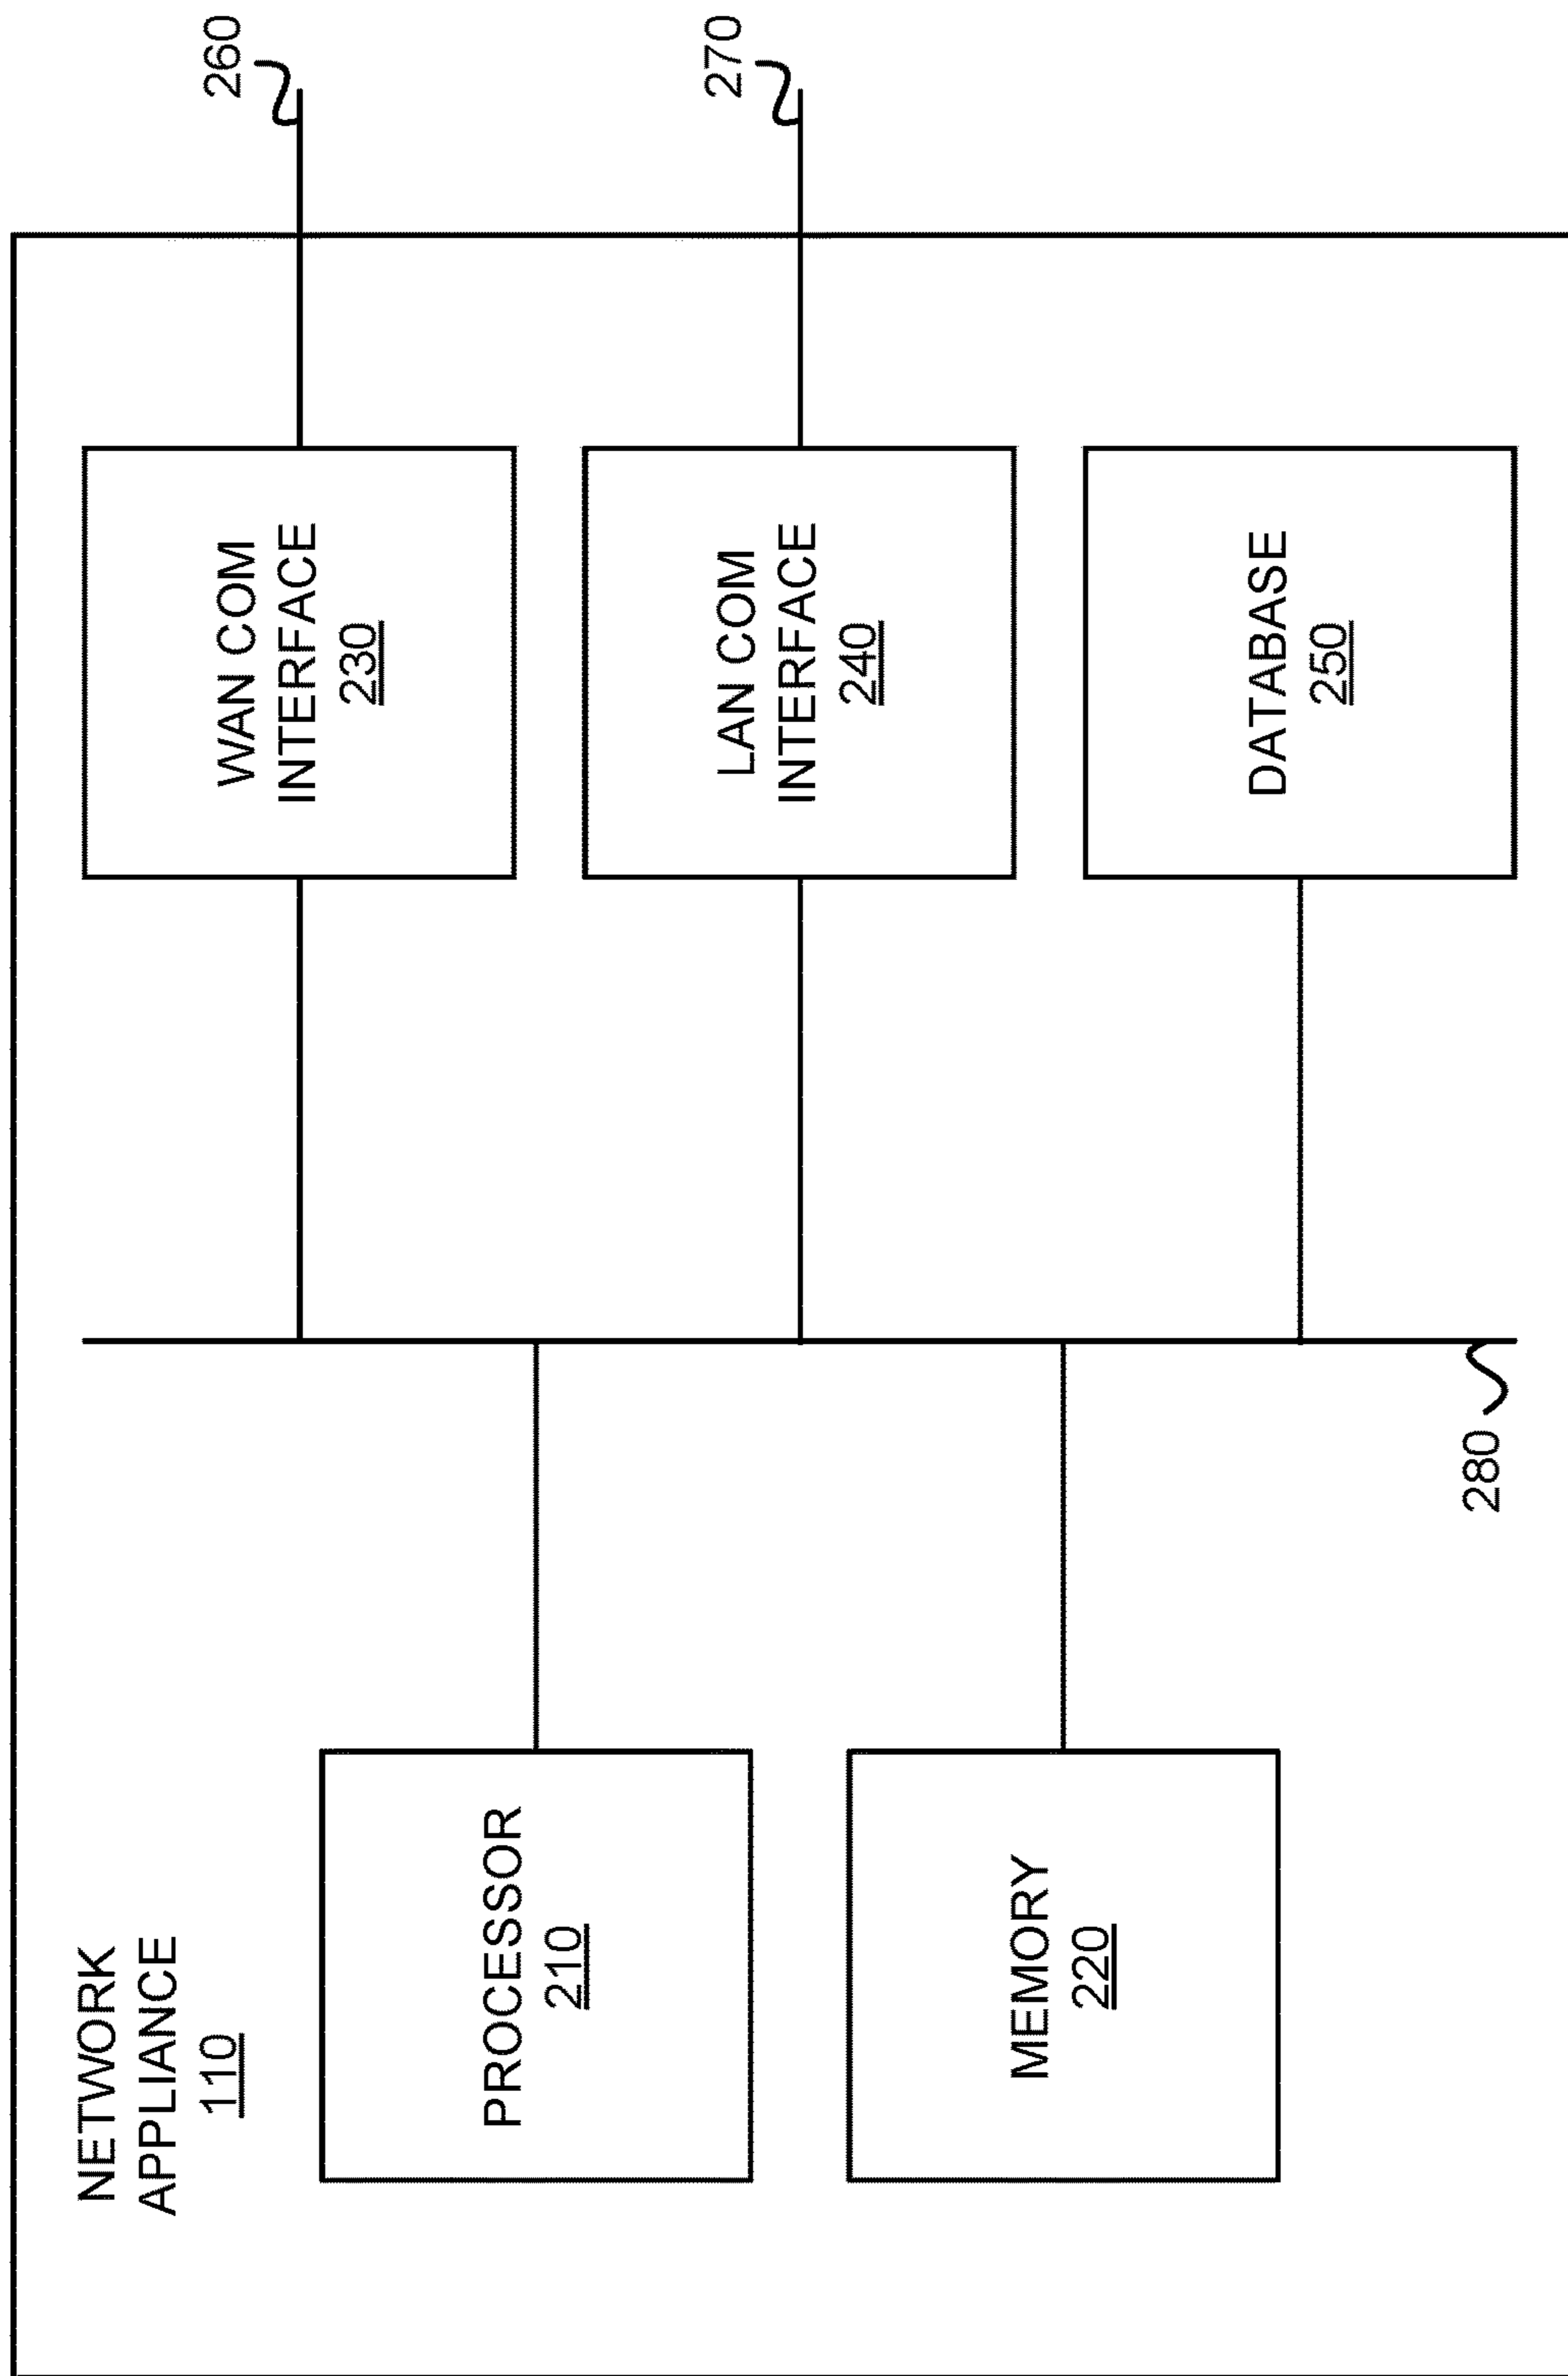 NETWORK
APPLIANCE
110
PROCESSOR
210
MEMORY
220
280
WAN COM
INTERFACE
230
LAN COM
INTERFACE
240
DATABASE
250
260
270